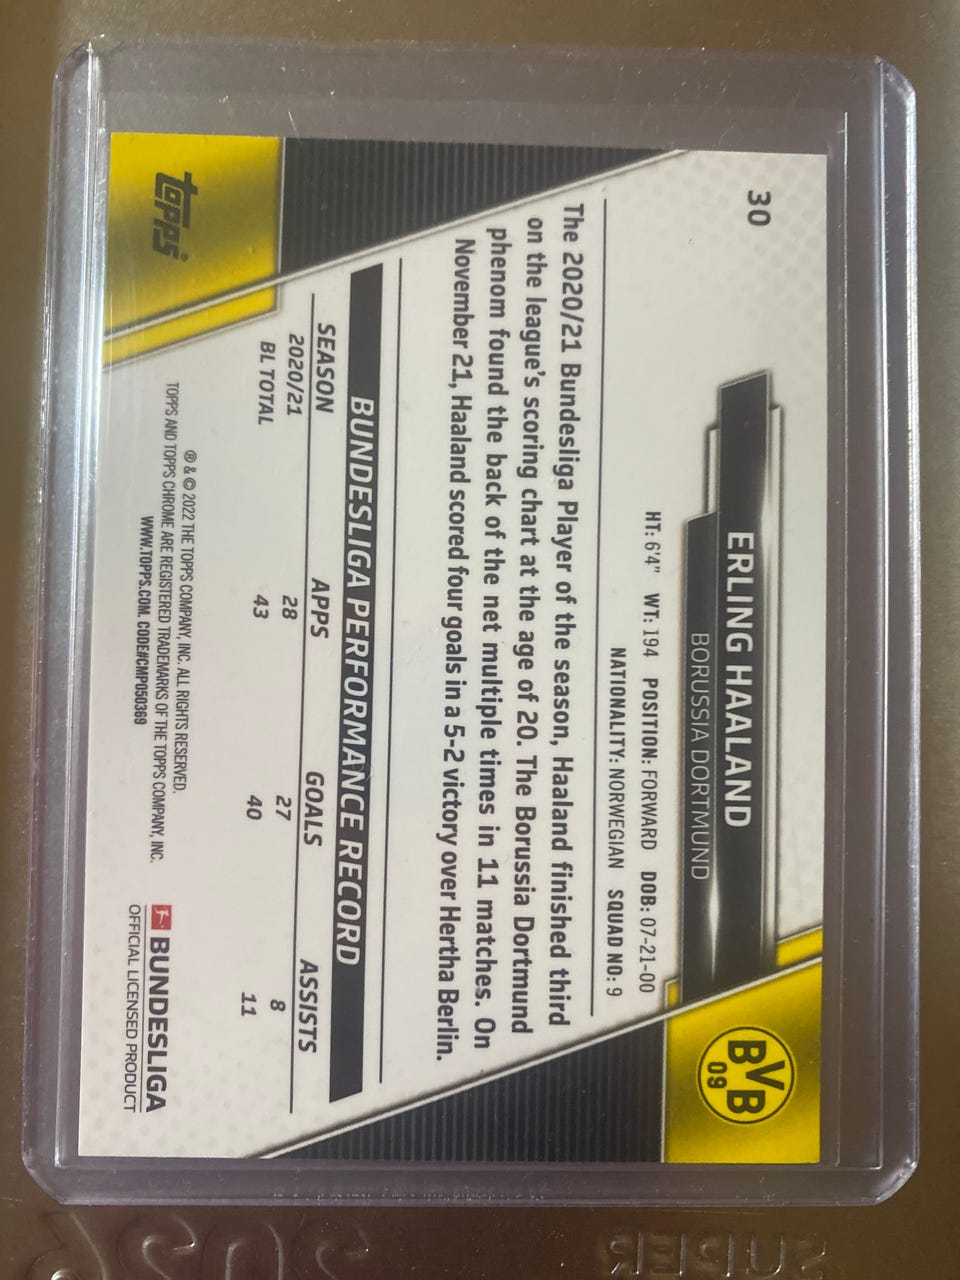 30
ERLING HAALAND
BORUSSIA DORTMUND
BVB
09
HT: 6'4" WT: 194 POSITION: FORWARD DOB: 07-21-00
NATIONALITY: NORWEGIAN SQUAD NO: 9
The 2020/21 Bundesliga Player of the season, Haaland finished third
on the league's scoring chart at the age of 20. The Borussia Dortmund
phenom found the back of the net multiple times in 11 matches. On
November 21, Haaland scored four goals in a 5-2 victory over Hertha Berlin.
BUNDESLIGA PERFORMANCE RECORD
SEASON APPS GOALS ASSISTS
2020/21 28 27 8
BL TOTAL 43 40 11
topps®
® & © 2022 THE TOPPS COMPANY, INC. ALL RIGHTS RESERVED.
TOPPS AND TOPPS CHROME ARE REGISTERED TRADEMARKS OF THE TOPPS COMPANY, INC.
WWW.TOPPS.COM. CODE#CMP050369
BUNDESLIGA
OFFICIAL LICENSED PRODUCT